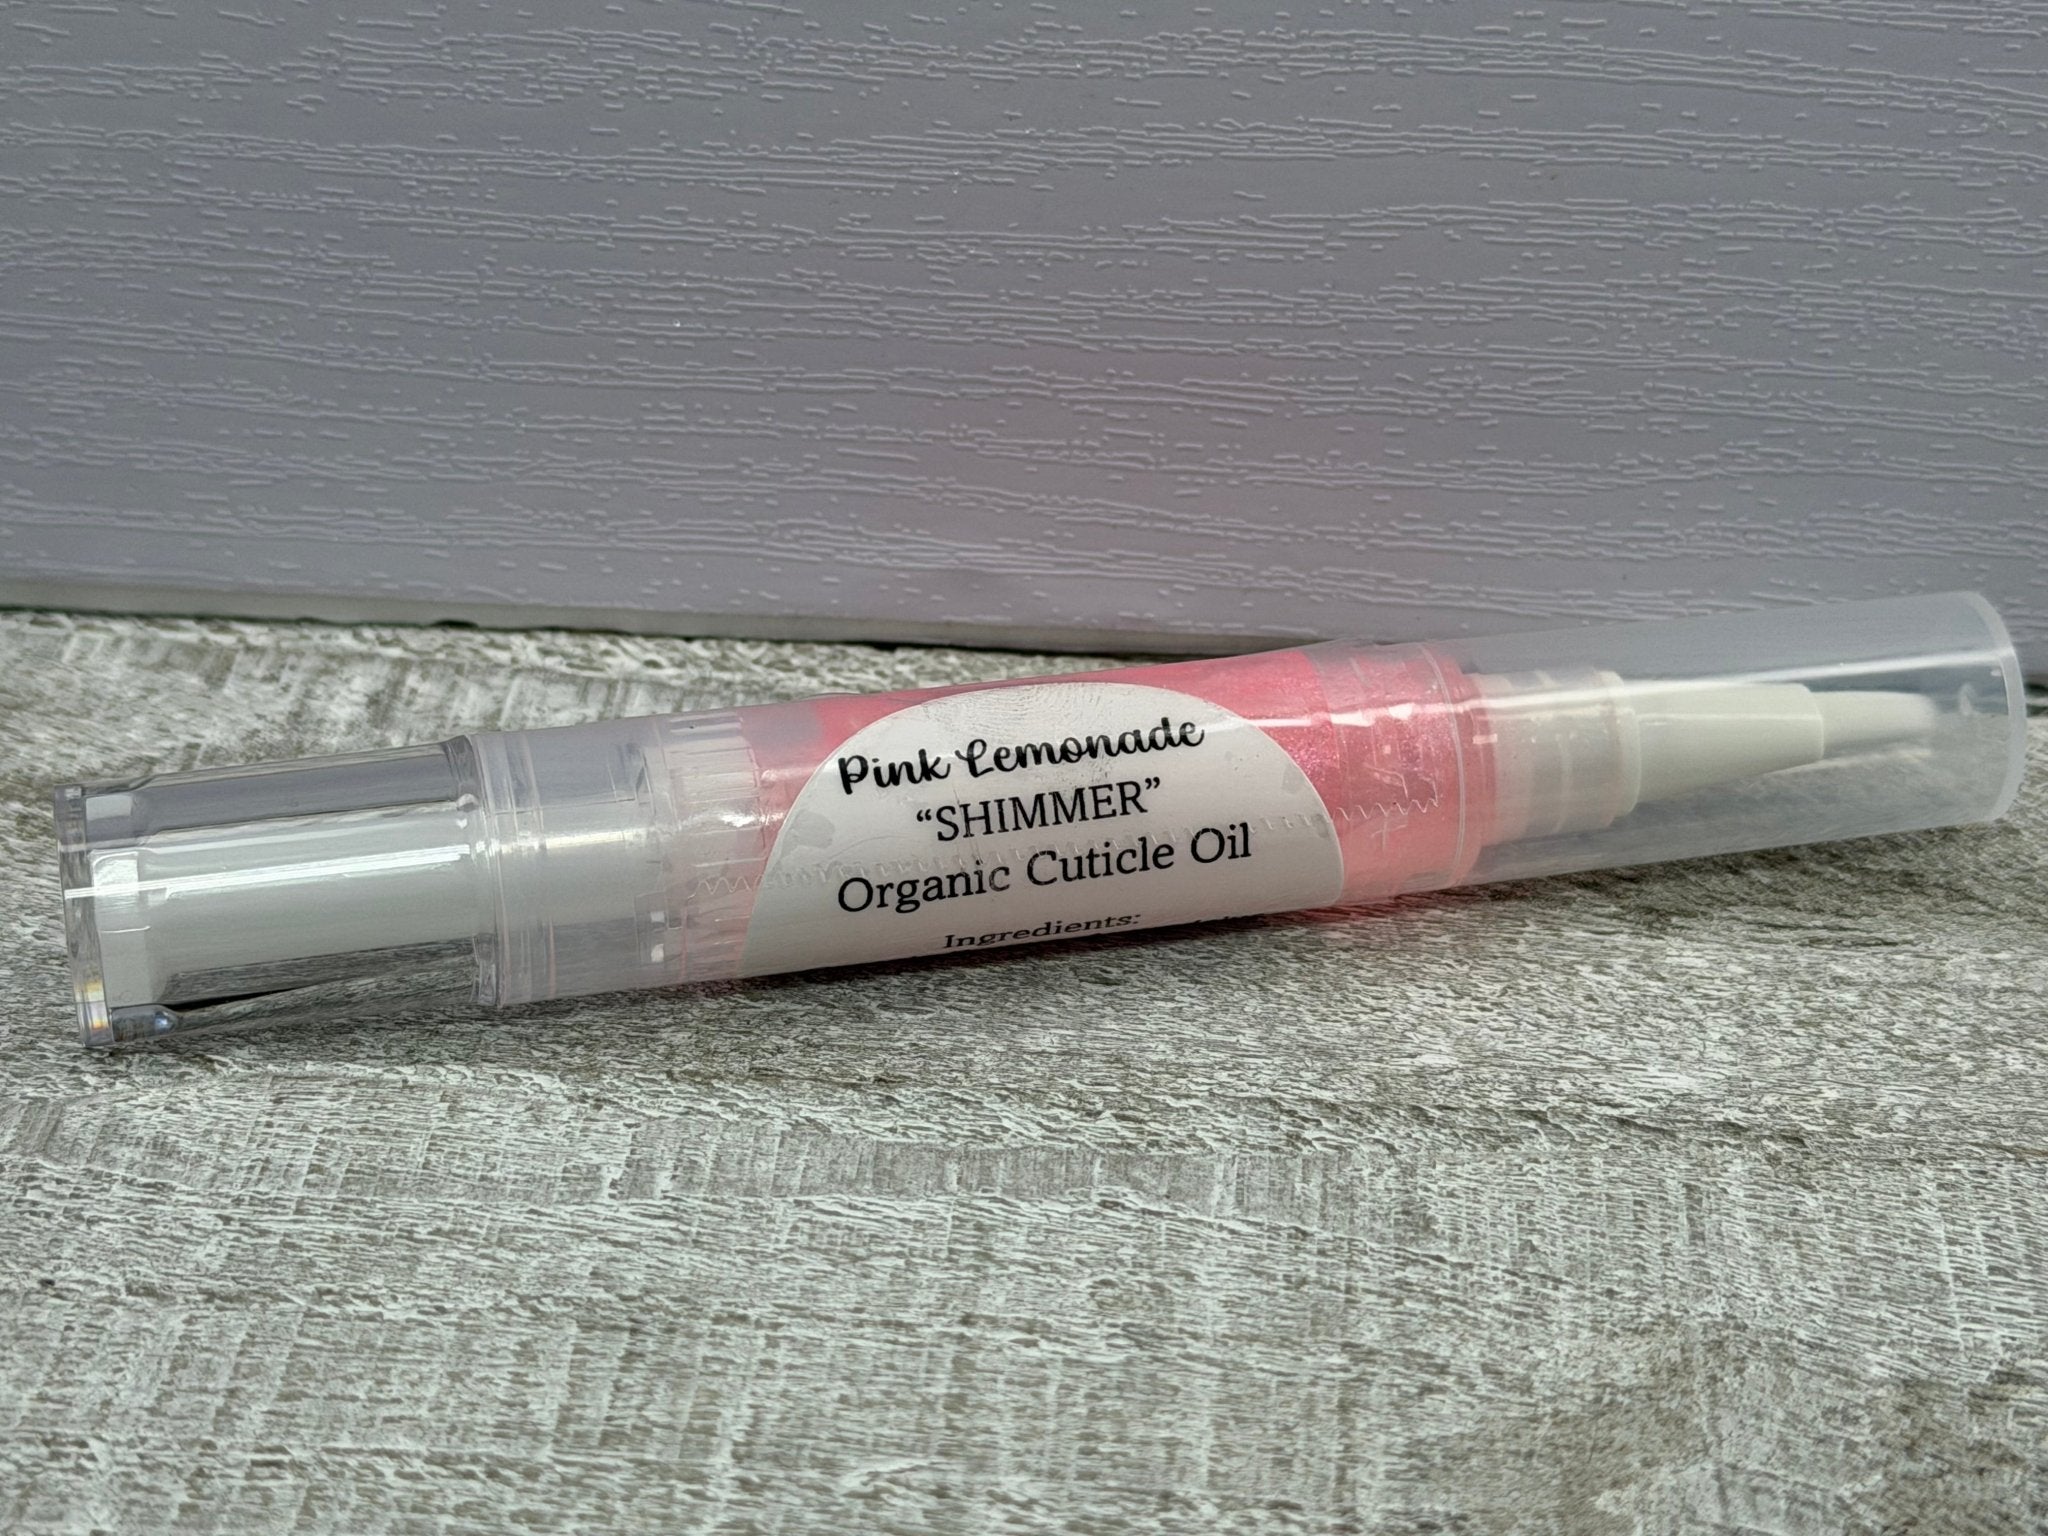 Pink Lemonade
“SHIMMER”
Organic Cuticle Oil
Ingredients: